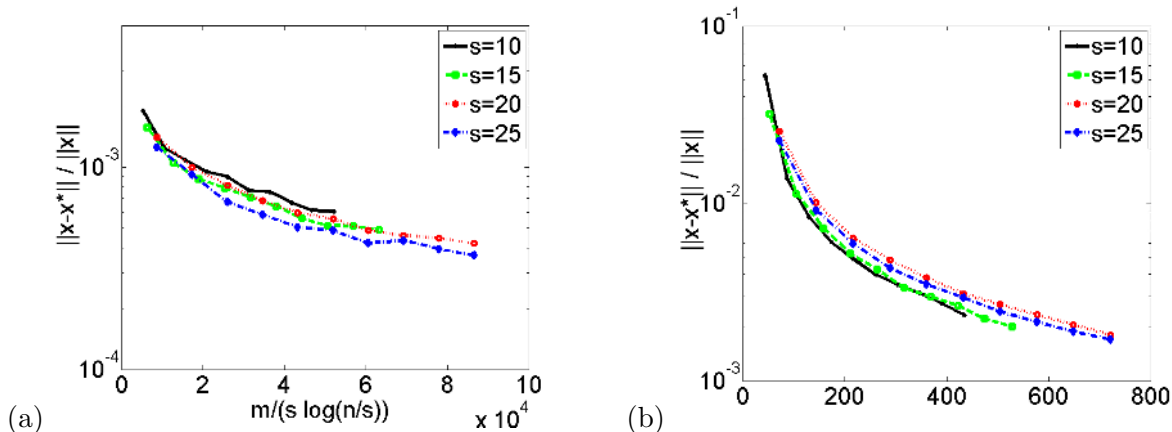 (a)
||x-x*|| / ||x||
10^-3
10^-4
s=10
s=15
s=20
s=25
0 2 4 6 8 10
m/(s log(n/s))
x 10^4
(b)
||x-x*|| / ||x||
10^-1
10^-2
10^-3
s=10
s=15
s=20
s=25
0 200 400 600 800